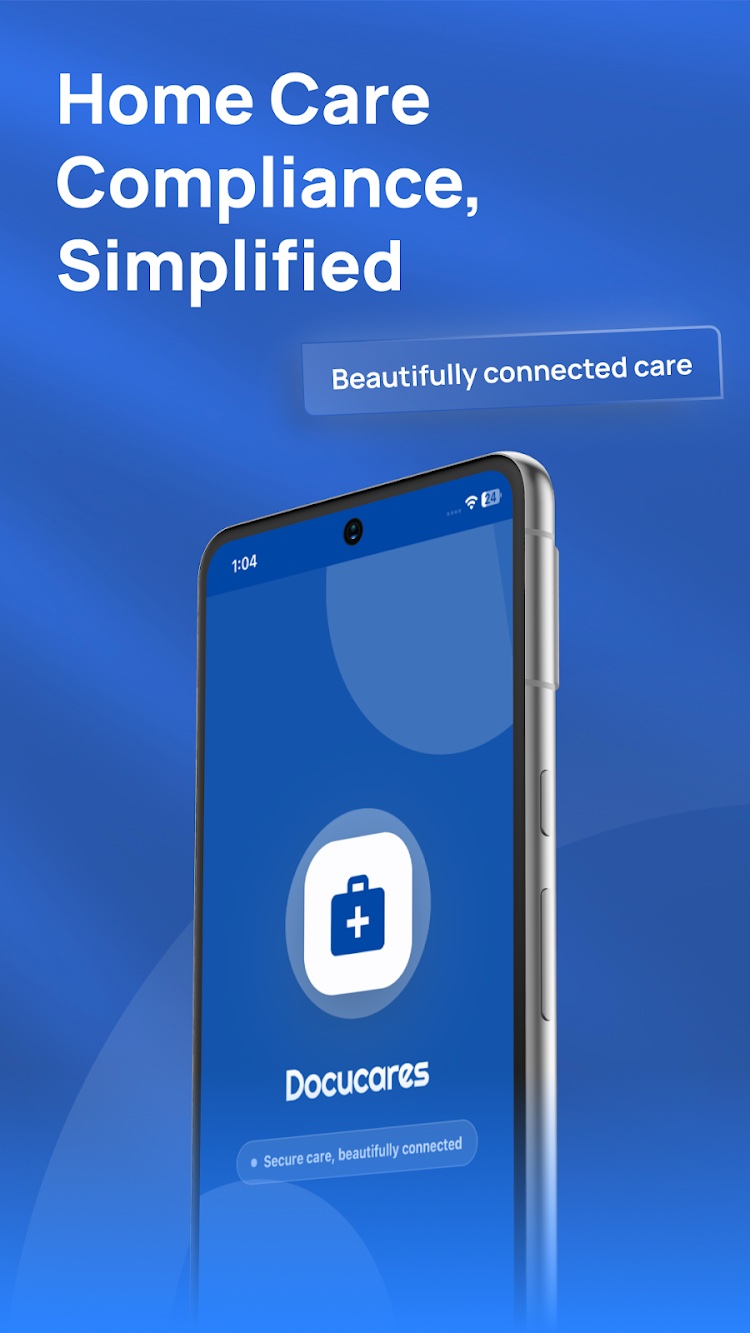 Home Care
Compliance,
Simplified
Beautifully connected care
1:04
24
Docucares
Secure care, beautifully connected